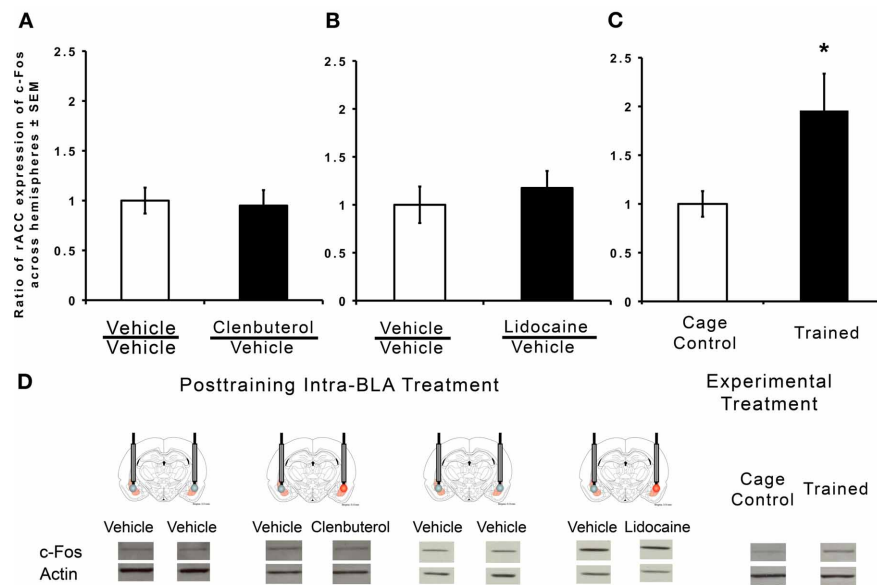 A
B
C
Ratio of rACC expression of c-Fos
across hemispheres ± SEM
2.5
2
1.5
1
0.5
0
Vehicle
Vehicle
Clenbuterol
Vehicle
2.5
2
1.5
1
0.5
0
Vehicle
Vehicle
Lidocaine
Vehicle
2.5
2
1.5
1
0.5
0
*
Cage
Control
Trained
D
Posttraining Intra-BLA Treatment
Experimental
Treatment
Cage
Control
Trained
Vehicle Vehicle
Vehicle Clenbuterol
Vehicle Vehicle
Vehicle Lidocaine
c-Fos
Actin